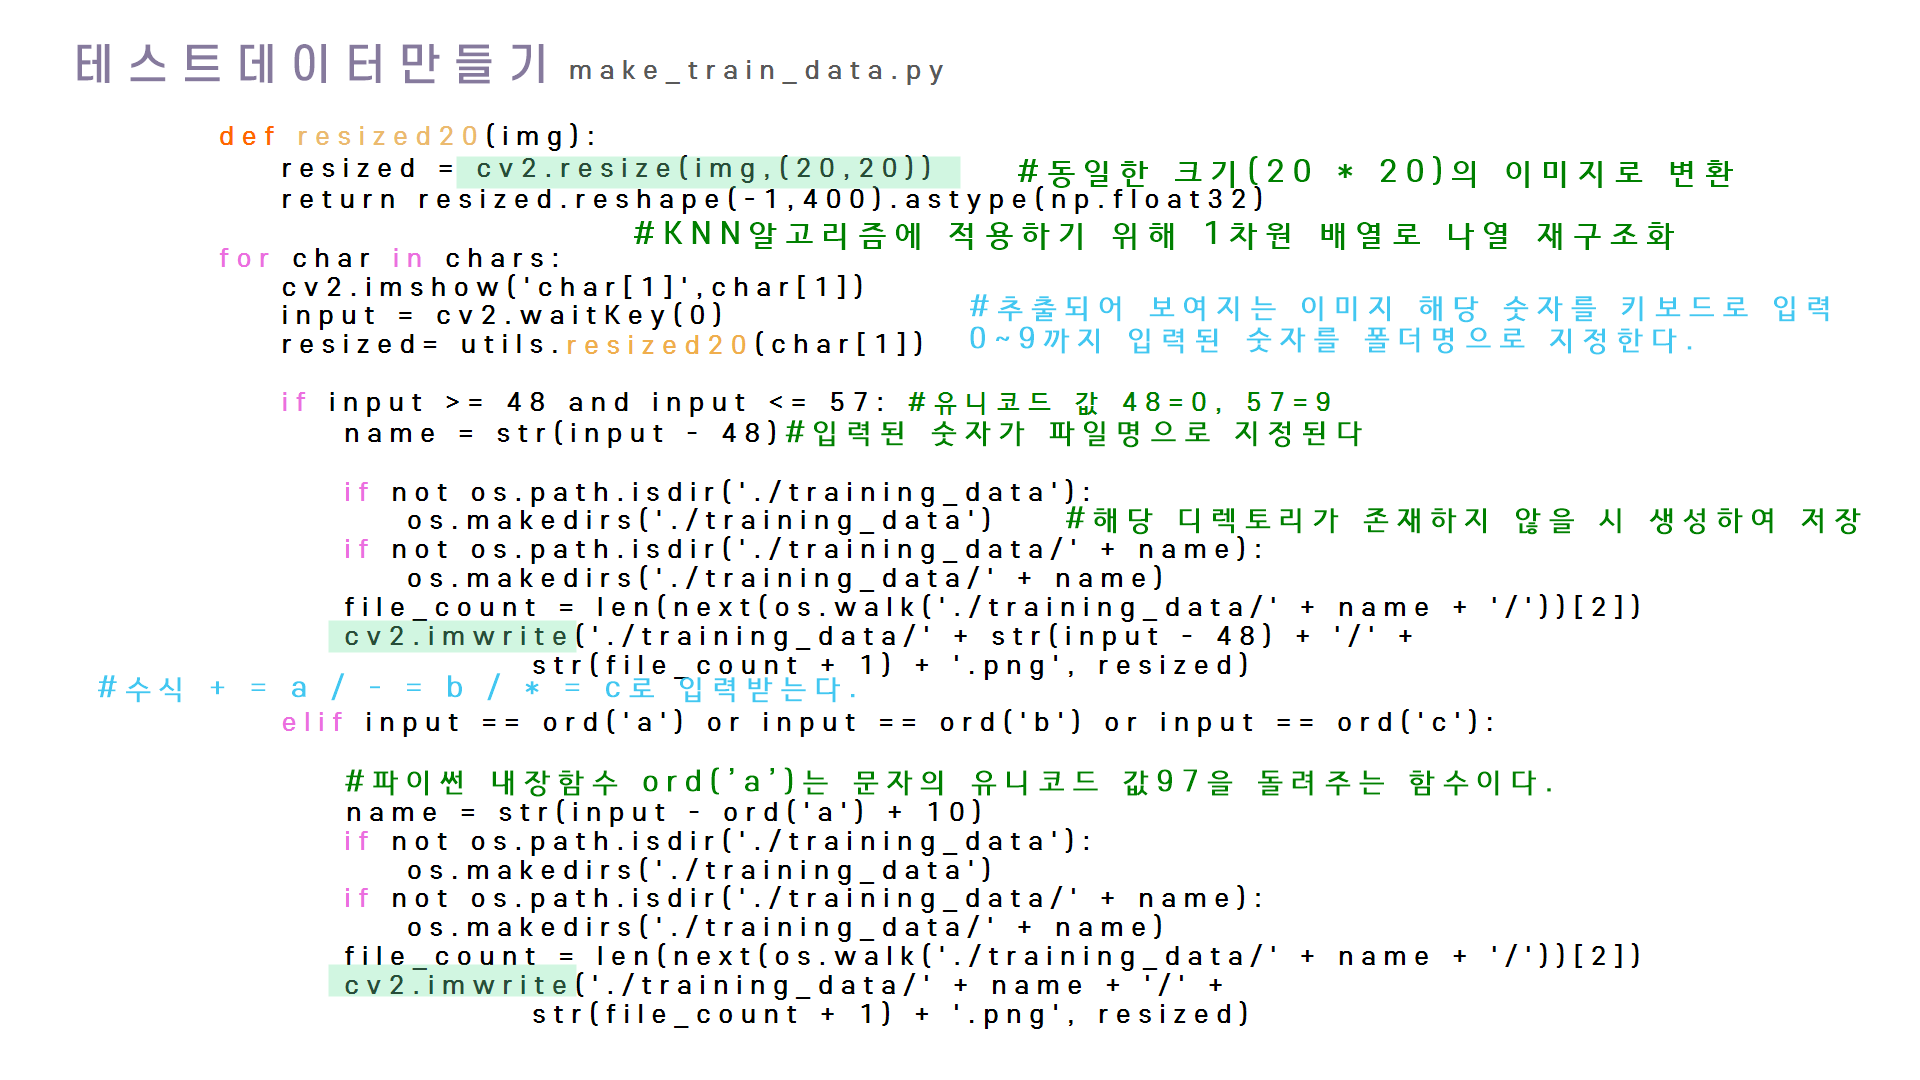 테스트데이터만들기 make_train_data.py
def resized20(img):
resized = cv2.resize(img,(20,20)) #동일한 크기(20 * 20)의 이미지로 변환
return resized.reshape(-1,400).astype(np.float32)
#KNN알고리즘에 적용하기 위해 1차원 배열로 나열 재구조화
for char in chars:
cv2.imshow('char[1]',char[1])
input = cv2.waitKey(0) #추출되어 보여지는 이미지 해당 숫자를 키보드로 입력
resized= utils.resized20(char[1]) 0~9까지 입력된 숫자를 폴더명으로 지정한다.
if input >= 48 and input <= 57: #유니코드 값 48=0, 57=9
name = str(input - 48)#입력된 숫자가 파일명으로 지정된다
if not os.path.isdir('./training_data'):
os.makedirs('./training_data') #해당 디렉토리가 존재하지 않을 시 생성하여 저장
if not os.path.isdir('./training_data/' + name):
os.makedirs('./training_data/' + name)
file_count = len(next(os.walk('./training_data/' + name + '/'))[2])
cv2.imwrite('./training_data/' + str(input - 48) + '/' +
str(file_count + 1) + '.png', resized)
#수식 + = a / - = b / * = c로 입력받는다.
elif input == ord('a') or input == ord('b') or input == ord('c'):
#파이썬 내장함수 ord('a')는 문자의 유니코드 값97을 돌려주는 함수이다.
name = str(input - ord('a') + 10)
if not os.path.isdir('./training_data'):
os.makedirs('./training_data')
if not os.path.isdir('./training_data/' + name):
os.makedirs('./training_data/' + name)
file_count = len(next(os.walk('./training_data/' + name + '/'))[2])
cv2.imwrite('./training_data/' + name + '/' +
str(file_count + 1) + '.png', resized)